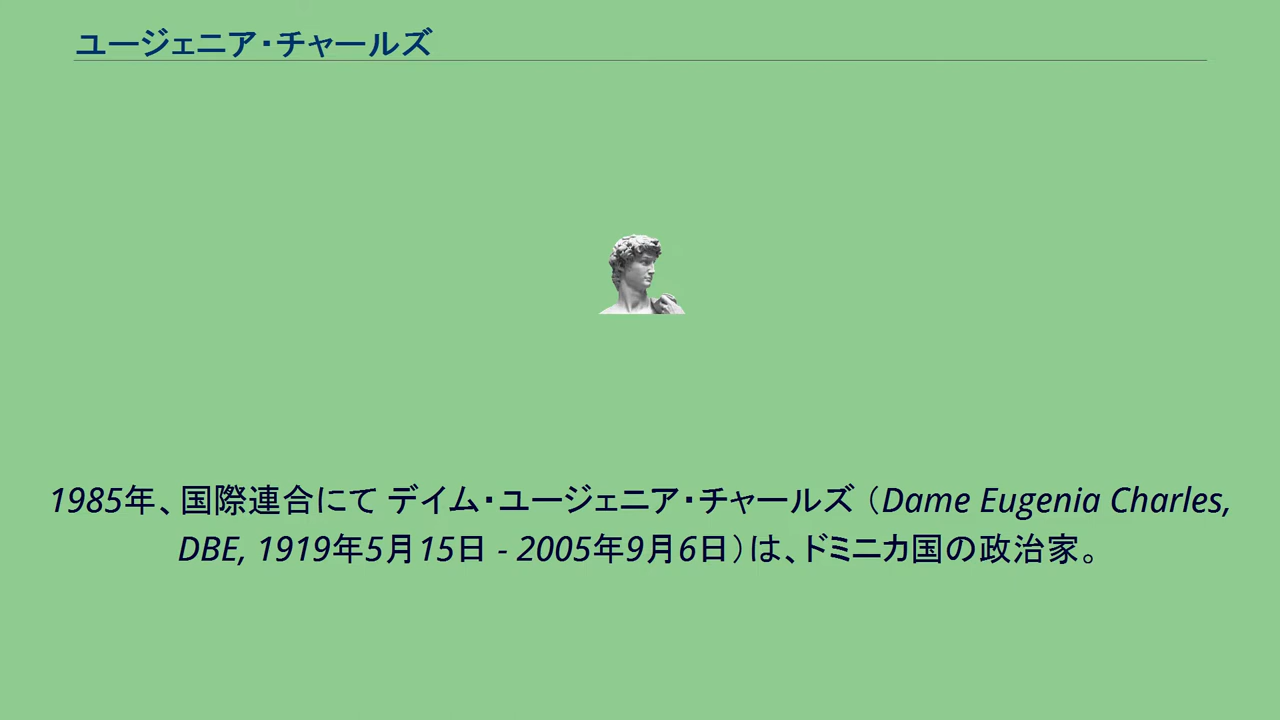 ユージェニア・チャールズ
1985年、国際連合にて デイム・ユージェニア・チャールズ （Dame Eugenia Charles,
DBE, 1919年5月15日 - 2005年9月6日）は、ドミニカ国の政治家。